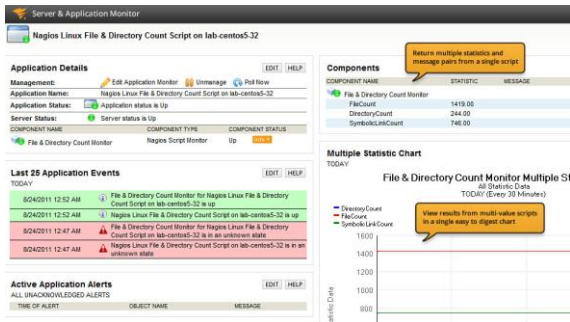 Server & Application Monitor
Nagios Linux File & Directory Count Script on lab-centos5-32
Application Details
EDIT HELP
Management: Edit Application Monitor Unmanage Poll Now
Application Name: Nagios Linux File & Directory Count Script on lab-centos5-32
Application Status: Application status is Up
Server Status: Server status is Up
COMPONENT NAME COMPONENT TYPE COMPONENT STATUS
File & Directory Count Monitor Nagios Script Monitor Up
Last 25 Application Events
EDIT HELP
TODAY
8/24/2011 12:52 AM File & Directory Count Monitor for Nagios Linux File & Directory
Count Script on lab-centos5-32 is up
8/24/2011 12:52 AM Nagios Linux File & Directory Count Script on lab-centos5-32 is up
8/24/2011 12:47 AM File & Directory Count Monitor for Nagios Linux File & Directory
Count Script on lab-centos5-32 is in an unknown state
8/24/2011 12:47 AM Nagios Linux File & Directory Count Script on lab-centos5-32 is in an
unknown state
Active Application Alerts
EDIT HELP
ALL UNACKNOWLEDGED ALERTS
TIME OF ALERT OBJECT NAME MESSAGE
Components
Return multiple statistics and
message pairs from a single script
COMPONENT NAME STATISTIC MESSAGE
File & Directory Count Monitor
FileCount 1419.00
DirectoryCount 244.00
SymbolicLinkCount 746.00
Multiple Statistic Chart
TODAY
File & Directory Count Monitor Multiple St
All Statistic Data
TODAY (Every 30 Minutes)
DirectoryCount
FileCount
SymbolicLinkCount
View results from multi-value scripts
in a single easy to digest chart
1600
1400
1200
1000
800
atistic Data